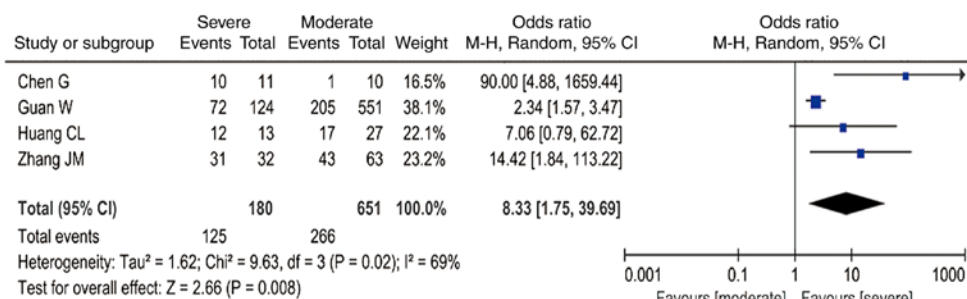 Severe Moderate Odds ratio Odds ratio
Study or subgroup Events Total Events Total Weight M-H, Random, 95% CI M-H, Random, 95% CI
Chen G 10 11 1 10 16.5% 90.00 [4.88, 1659.44]
Guan W 72 124 205 551 38.1% 2.34 [1.57, 3.47]
Huang CL 12 13 17 27 22.1% 7.06 [0.79, 62.72]
Zhang JM 31 32 43 63 23.2% 14.42 [1.84, 113.22]
Total (95% CI) 180 651 100.0% 8.33 [1.75, 39.69]
Total events 125 266
Heterogeneity: Tau² = 1.62; Chi² = 9.63, df = 3 (P = 0.02); I² = 69%
Test for overall effect: Z = 2.66 (P = 0.008)
0.001 0.1 1 10 1000
Favours [moderate] Favours [severe]